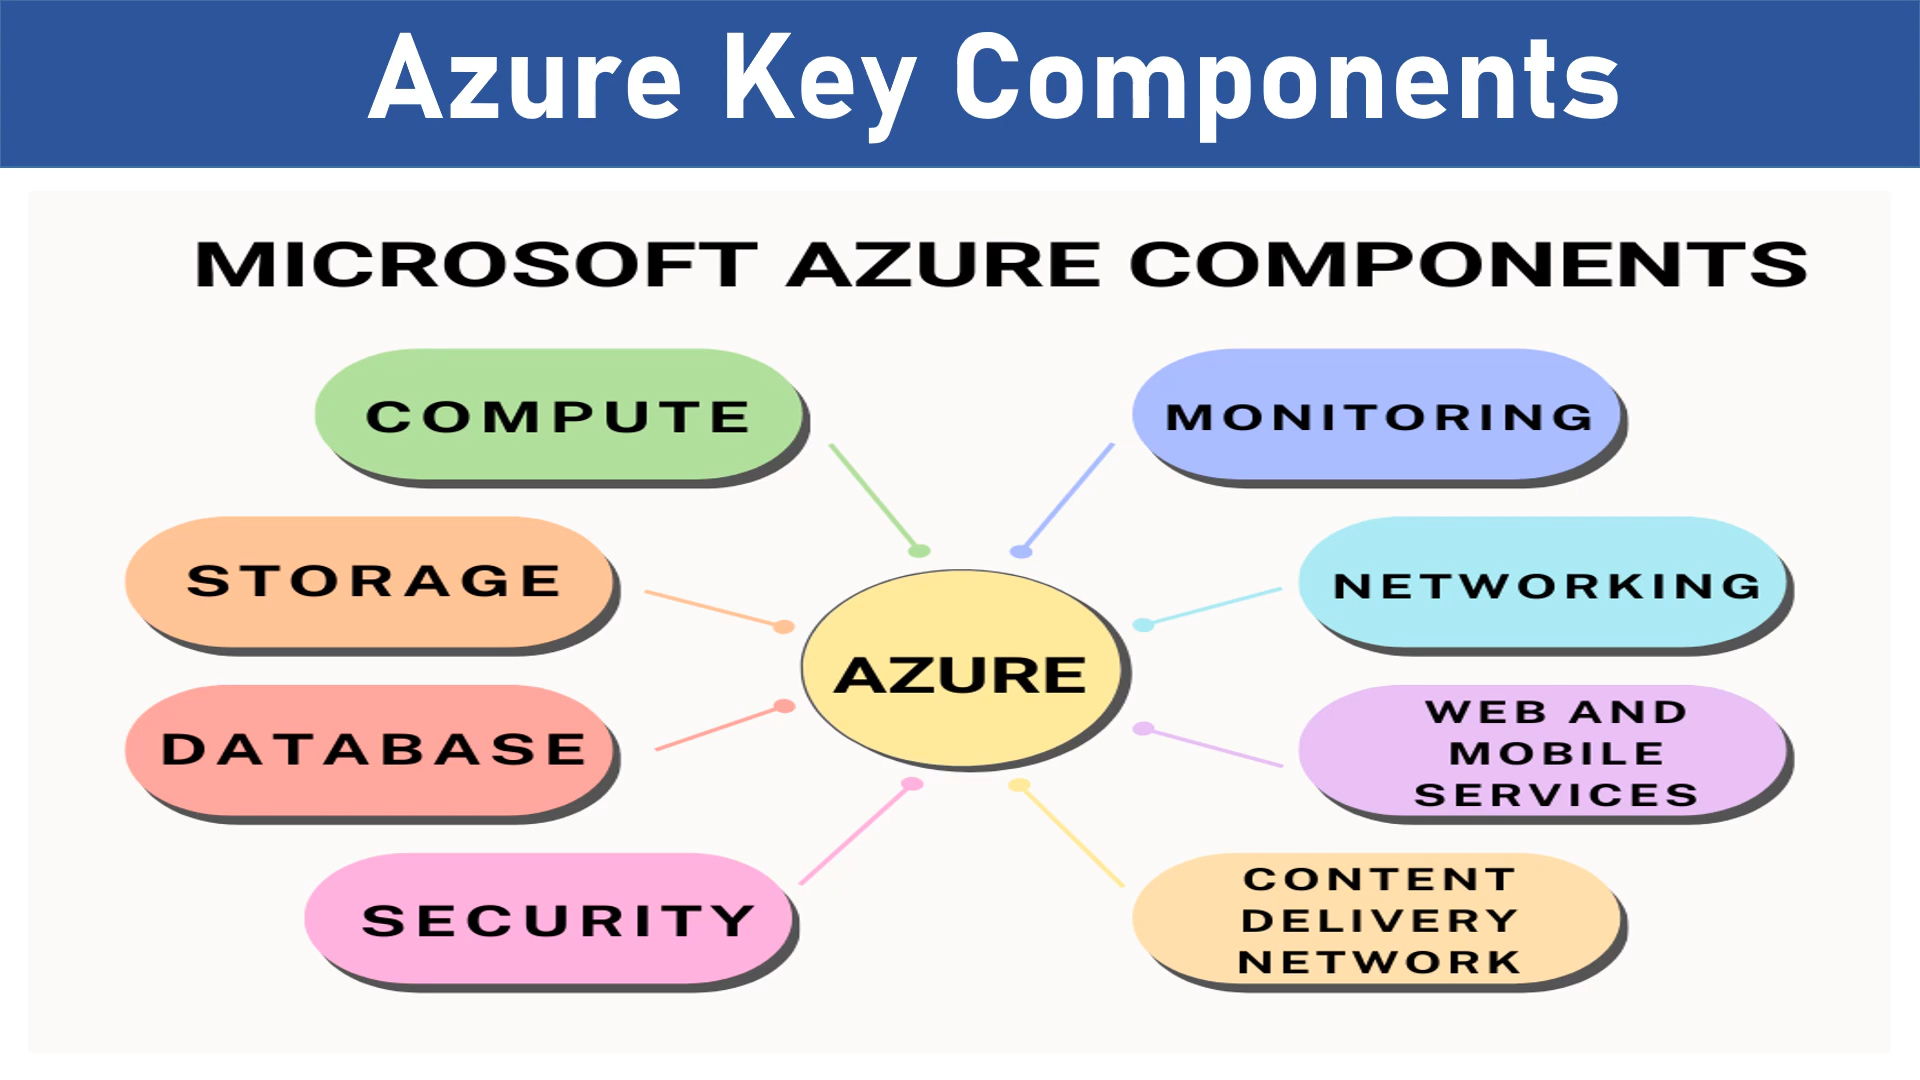 Azure Key Components
MICROSOFT AZURE COMPONENTS
COMPUTE
MONITORING
STORAGE
NETWORKING
AZURE
DATABASE
WEB AND
MOBILE
SERVICES
SECURITY
CONTENT
DELIVERY
NETWORK